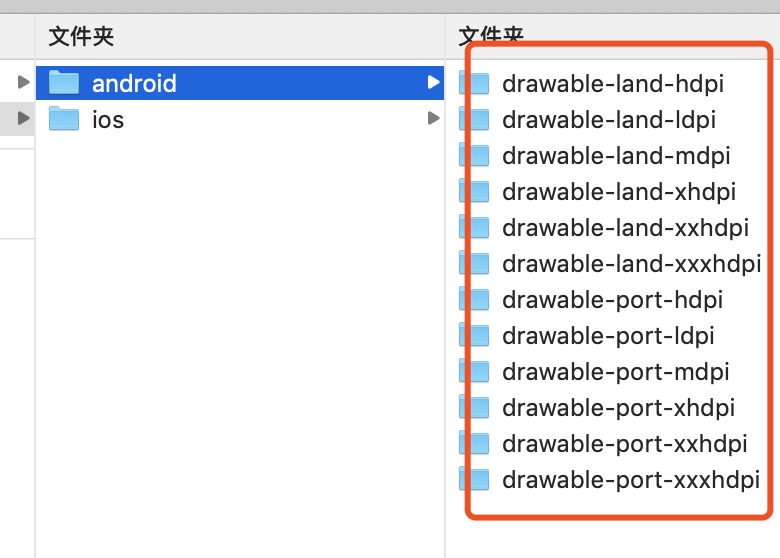 文件夹
android
ios
文件夹
drawable-land-hdpi
drawable-land-ldpi
drawable-land-mdpi
drawable-land-xhdpi
drawable-land-xxhdpi
drawable-land-xxxhdpi
drawable-port-hdpi
drawable-port-ldpi
drawable-port-mdpi
drawable-port-xhdpi
drawable-port-xxhdpi
drawable-port-xxxhdpi